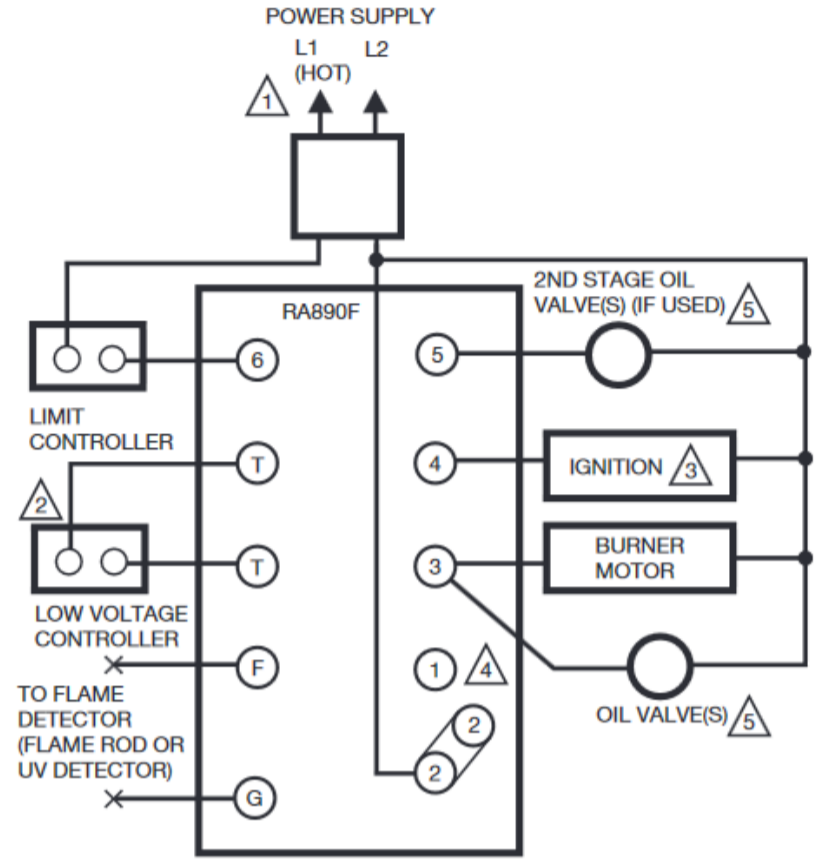 POWER SUPPLY
L1
(HOT)
L2
1
RA890F
2ND STAGE OIL
VALVE(S) (IF USED)
5
6
5
LIMIT
CONTROLLER
T
4
IGNITION
3
2
T
3
BURNER
MOTOR
LOW VOLTAGE
CONTROLLER
F
1
4
TO FLAME
DETECTOR
(FLAME ROD OR
UV DETECTOR)
OIL VALVE(S)
5
2
2
G